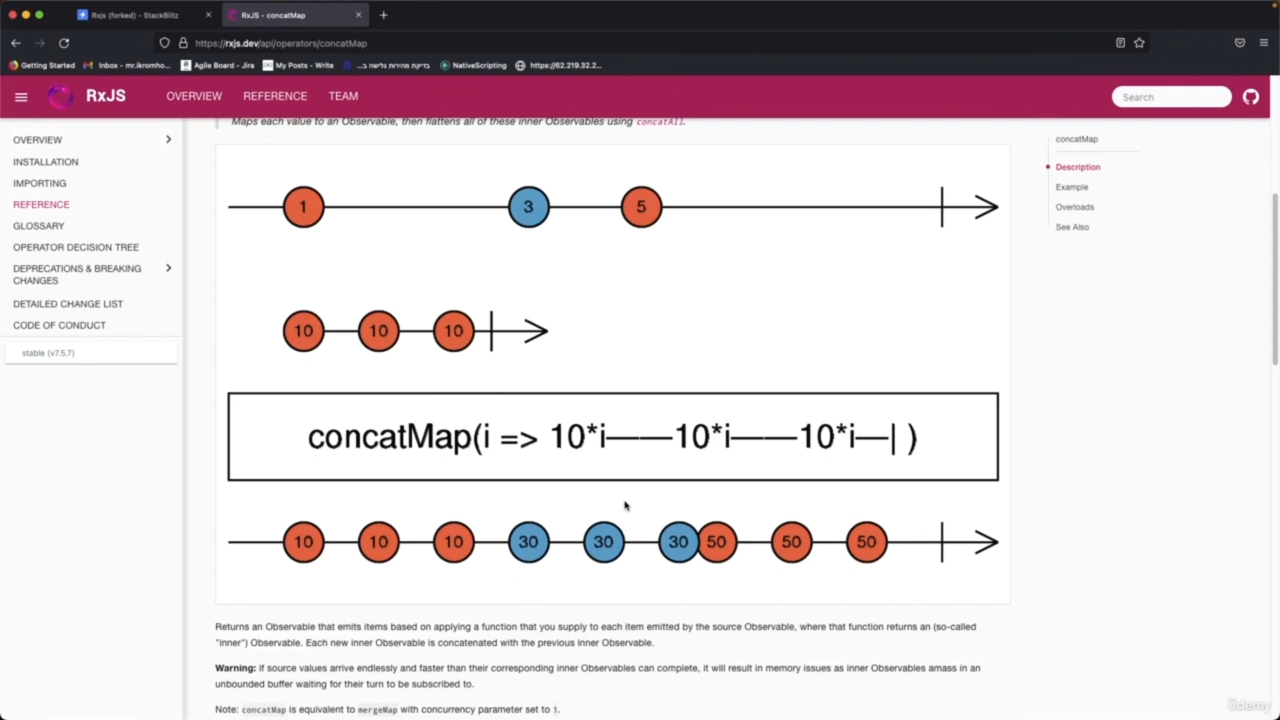 Rxjs (forked) - StackBlitz
RxJS - concatMap
https://rxjs.dev/api/operators/concatMap
Getting Started
Inbox - mr.ikromho...
Agile Board - Jira
My Posts - Write
בדיקת מהירות גלישה ב...
NativeScripting
https://62.219.32.2...
RxJS
OVERVIEW
REFERENCE
TEAM
Search
OVERVIEW
INSTALLATION
IMPORTING
REFERENCE
GLOSSARY
OPERATOR DECISION TREE
DEPRECATIONS & BREAKING
CHANGES
DETAILED CHANGE LIST
CODE OF CONDUCT
stable (v7.5.7)
Maps each value to an Observable, then flattens all of these inner Observables using concatAll.
1 3 5
10 10 10
concatMap(i => 10*i——10*i——10*i—| )
10 10 10 30 30 30 50 50 50
Returns an Observable that emits items based on applying a function that you supply to each item emitted by the source Observable, where that function returns an (so-called
"inner") Observable. Each new inner Observable is concatenated with the previous inner Observable.
Warning: if source values arrive endlessly and faster than their corresponding inner Observables can complete, it will result in memory issues as inner Observables amass in an
unbounded buffer waiting for their turn to be subscribed to.
Note: concatMap is equivalent to mergeMap with concurrency parameter set to 1.
concatMap
Description
Example
Overloads
See Also
ûdemy